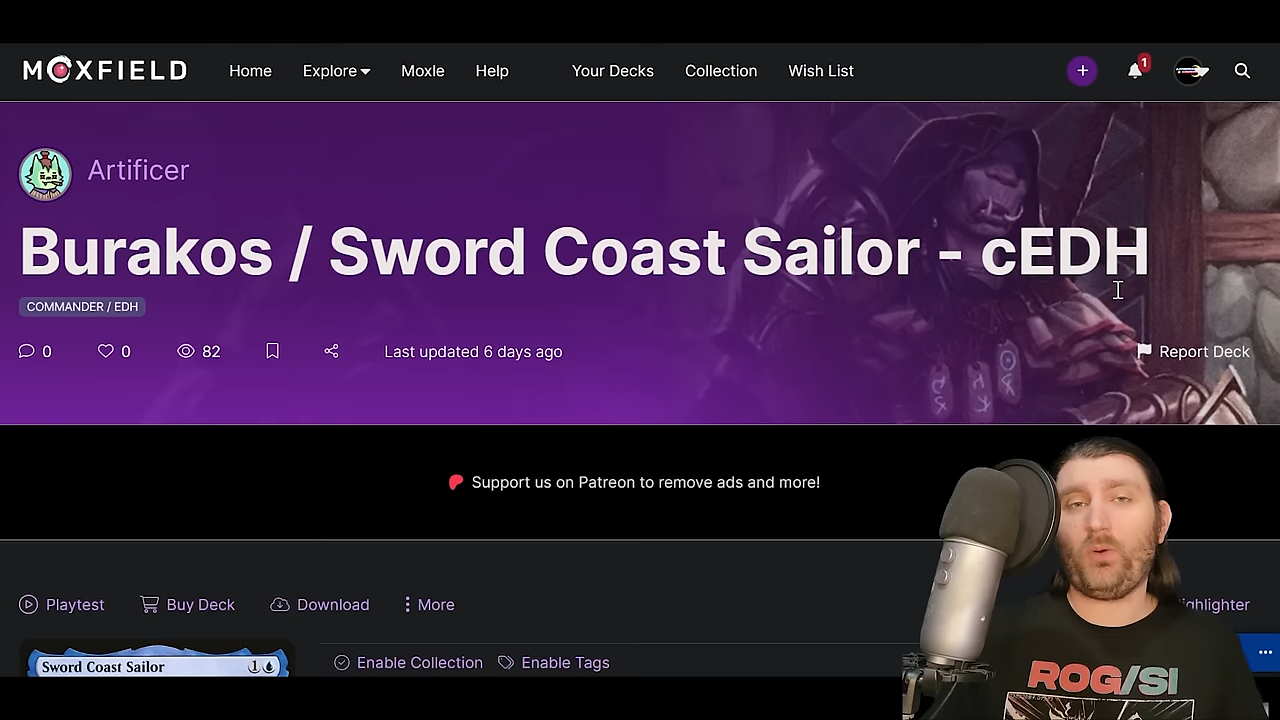 MOXFIELD Home Explore Moxle Help Your Decks Collection Wish List 1
Artificer
Burakos / Sword Coast Sailor - cEDH
COMMANDER / EDH
0 0 82 Last updated 6 days ago Report Deck
Support us on Patreon to remove ads and more!
Playtest Buy Deck Download More ighlighter
Sword Coast Sailor 1 Enable Collection Enable Tags
ROG/SI